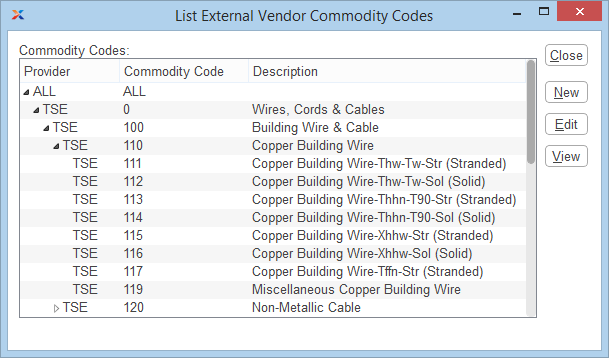 List External Vendor Commodity Codes
Commodity Codes:
Close
Provider Commodity Code Description
ALL ALL
New
TSE 0 Wires, Cords & Cables
TSE 100 Building Wire & Cable
Edit
TSE 110 Copper Building Wire
TSE 111 Copper Building Wire-Thw-Tw-Str (Stranded)
View
TSE 112 Copper Building Wire-Thw-Tw-Sol (Solid)
TSE 113 Copper Building Wire-Thhn-T90-Str (Stranded)
TSE 114 Copper Building Wire-Thhn-T90-Sol (Solid)
TSE 115 Copper Building Wire-Xhhw-Str (Stranded)
TSE 116 Copper Building Wire-Xhhw-Sol (Solid)
TSE 117 Copper Building Wire-Tffn-Str (Stranded)
TSE 119 Miscellaneous Copper Building Wire
TSE 120 Non-Metallic Cable